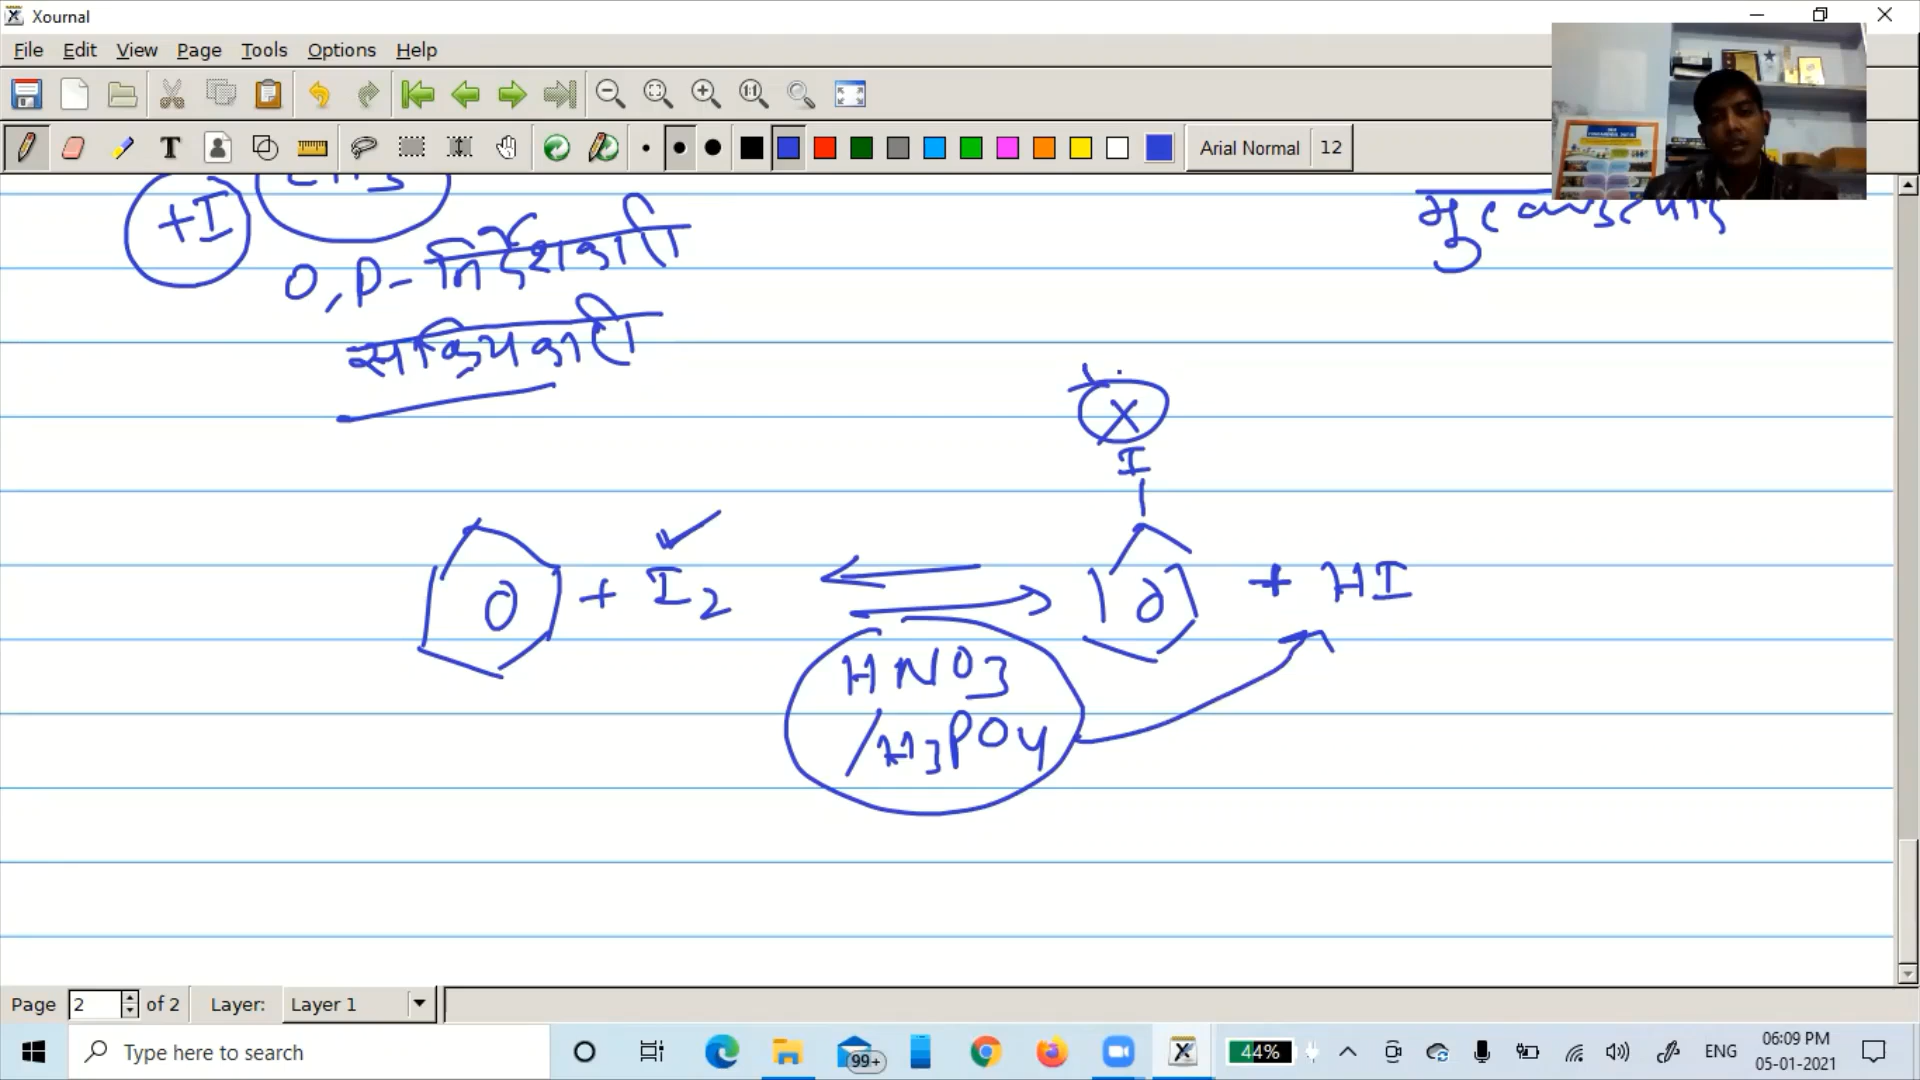 Xournal
File Edit View Page Tools Options Help
Arial Normal 12
+I
O, P- निर्देशकारी
सक्रियकारी
X
I
+ I2
+ HI
HNO3
/H3PO4
Page 2 of 2 Layer: Layer 1
Type here to search
99+
44%
ENG
06:09 PM
05-01-2021